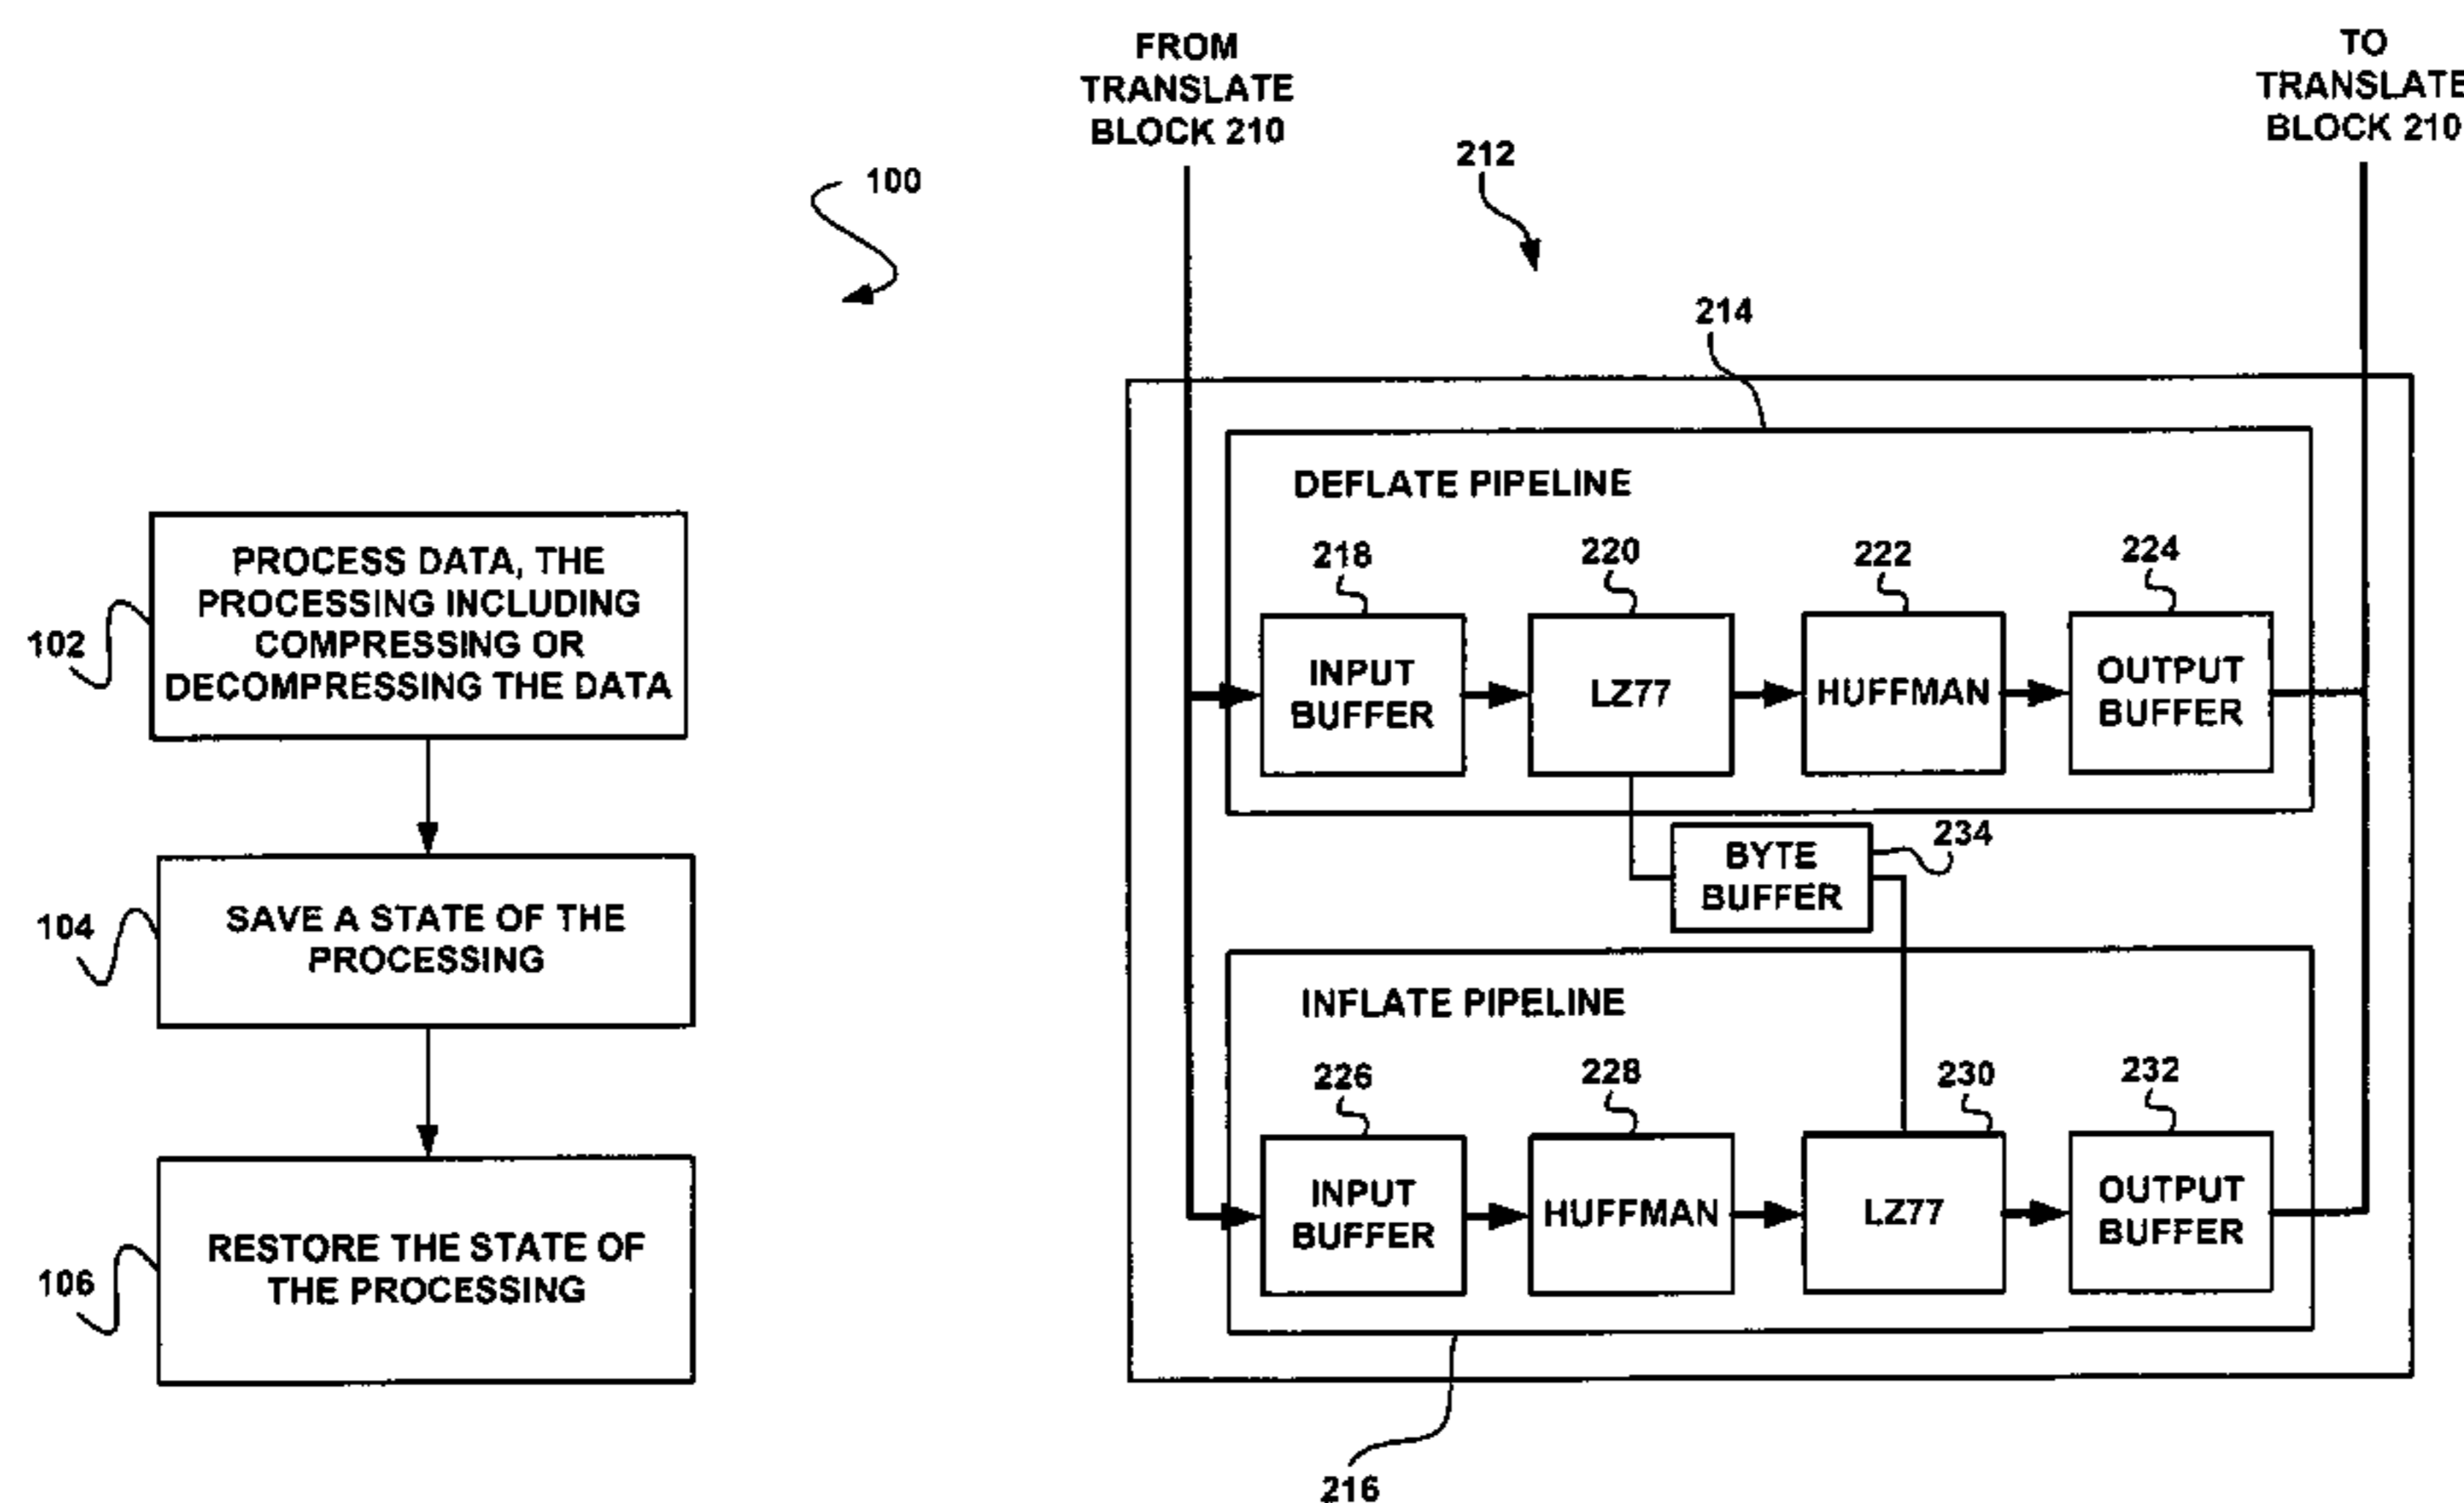 100
102
PROCESS DATA, THE
PROCESSING INCLUDING
COMPRESSING OR
DECOMPRESSING THE DATA
104
SAVE A STATE OF THE
PROCESSING
106
RESTORE THE STATE OF
THE PROCESSING
FROM
TRANSLATE
BLOCK 210
TO
TRANSLATE
BLOCK 210
212
214
DEFLATE PIPELINE
218
220
222
224
INPUT
BUFFER
LZ77
HUFFMAN
OUTPUT
BUFFER
234
BYTE
BUFFER
INFLATE PIPELINE
226
228
230
232
INPUT
BUFFER
HUFFMAN
LZ77
OUTPUT
BUFFER
216